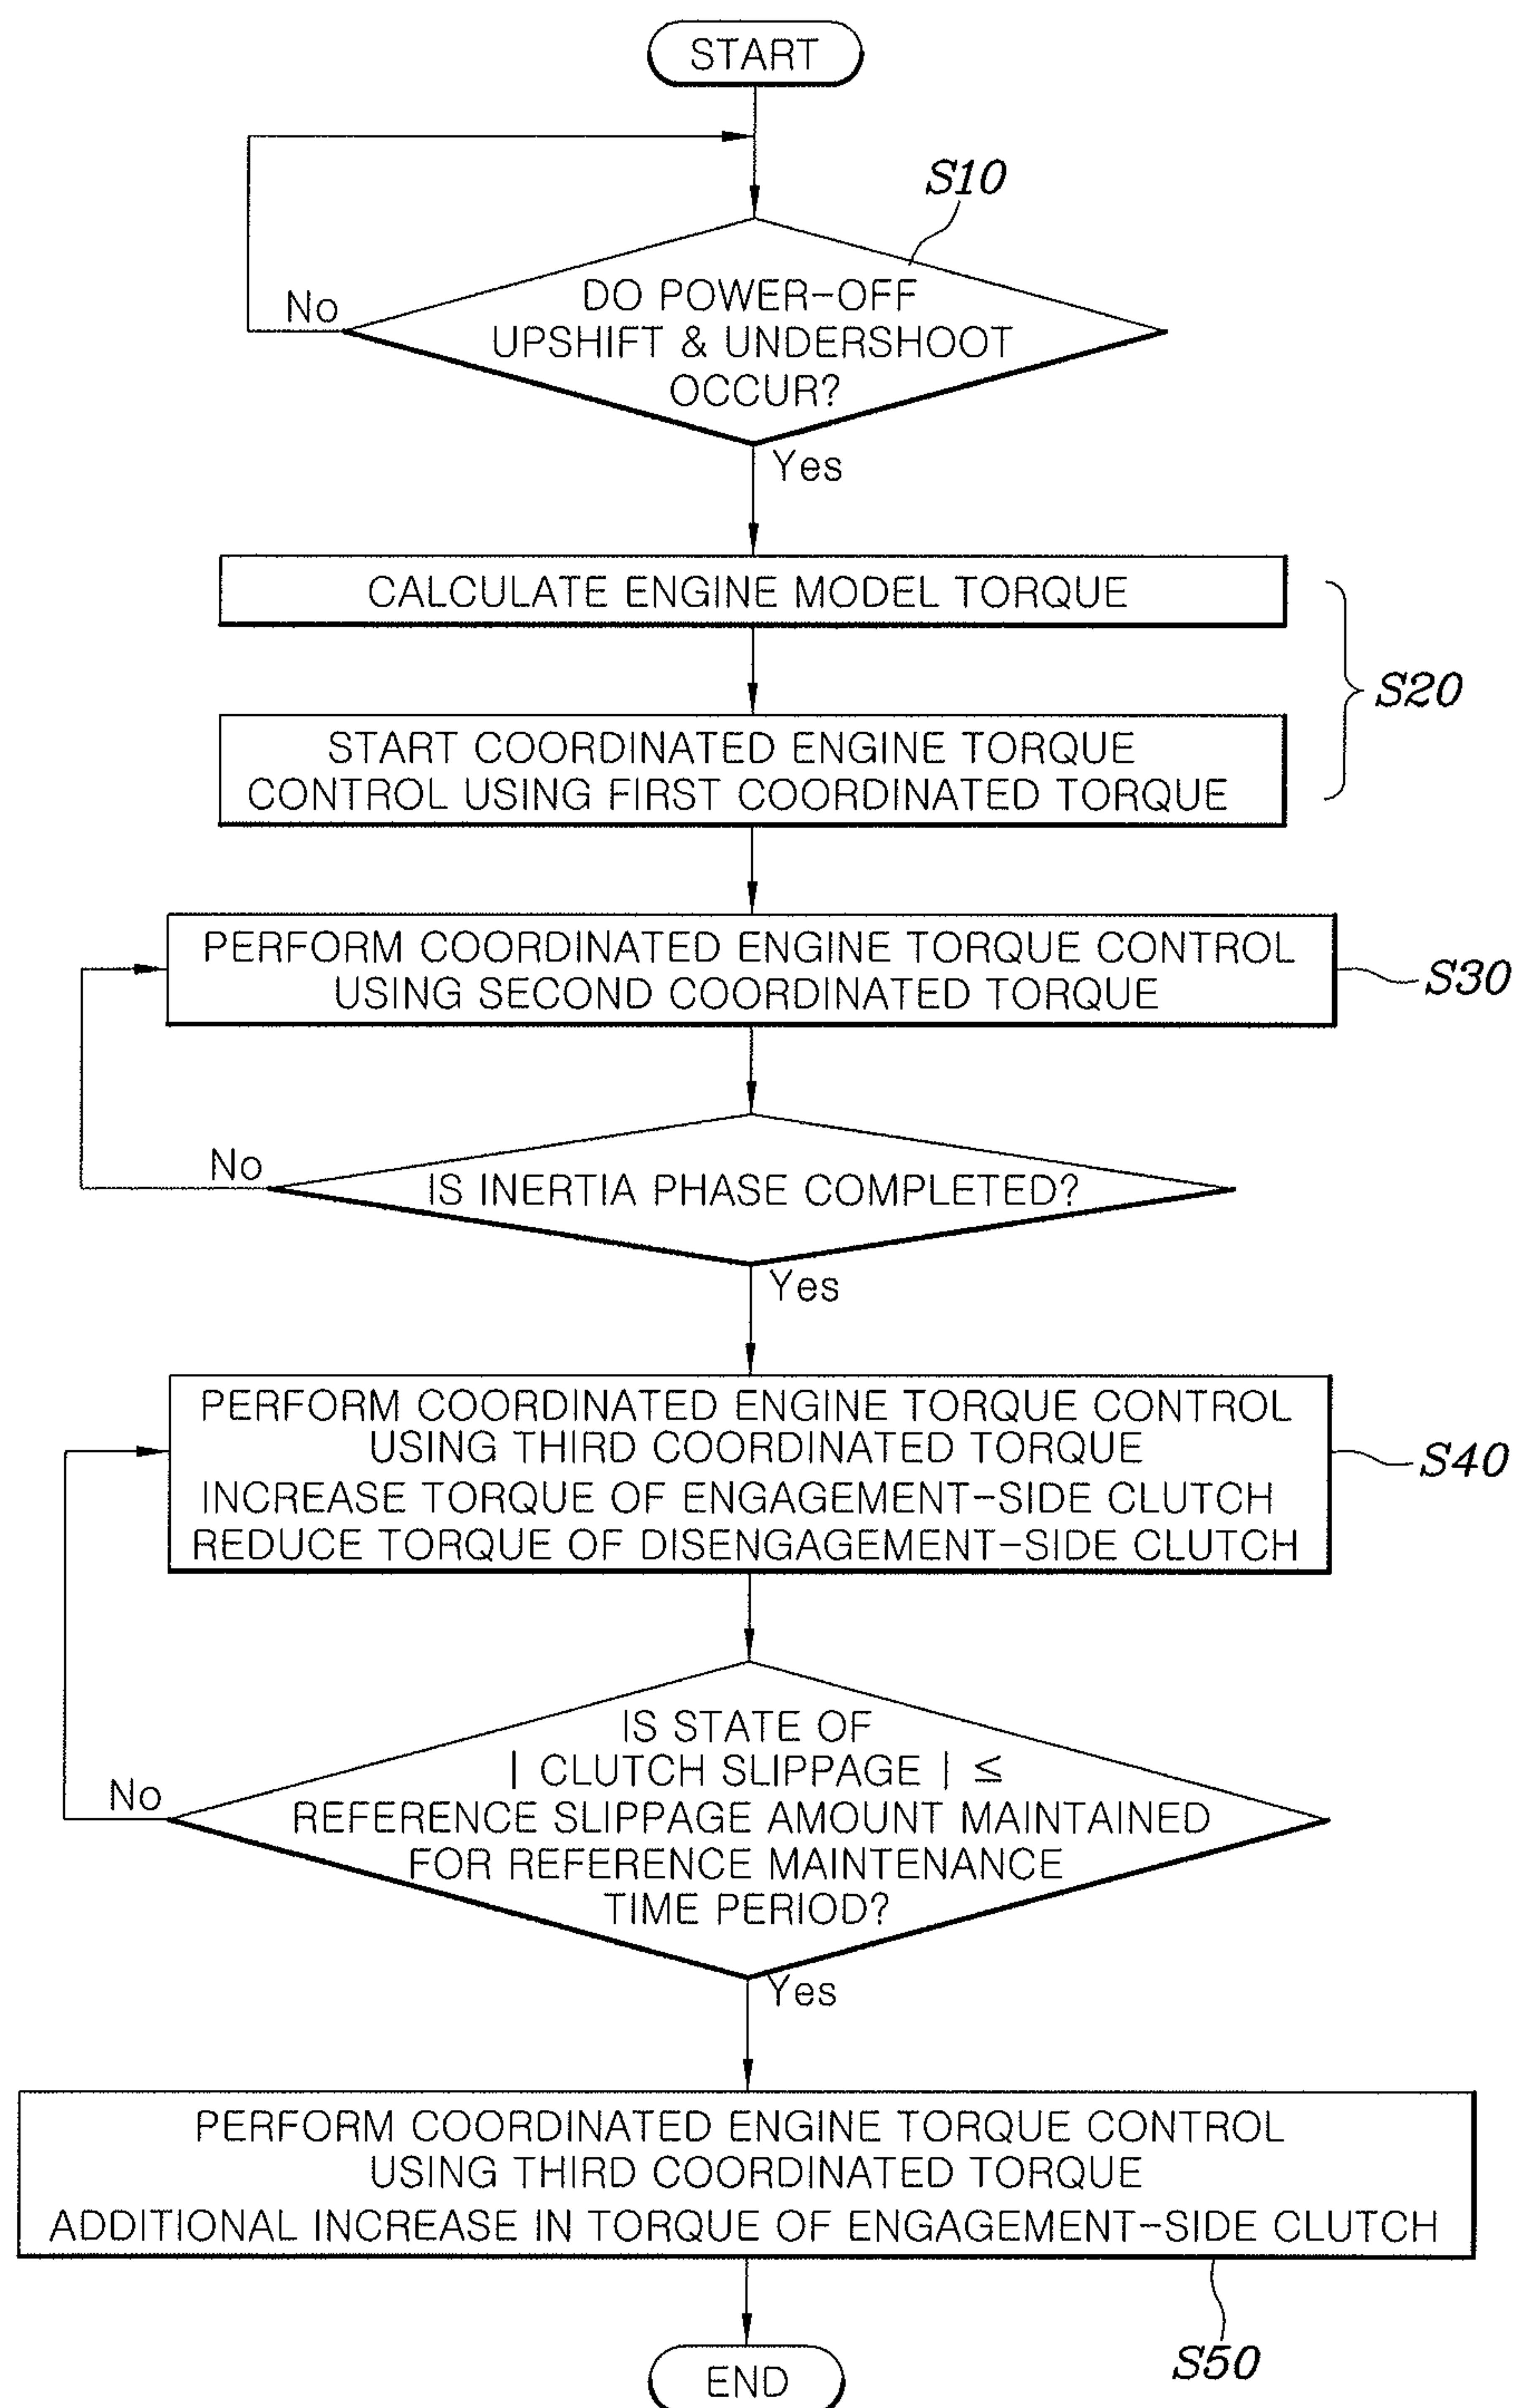 START
S10
DO POWER-OFF
UPSHIFT & UNDERSHOOT
OCCUR?
No
Yes
CALCULATE ENGINE MODEL TORQUE
S20
START COORDINATED ENGINE TORQUE
CONTROL USING FIRST COORDINATED TORQUE
PERFORM COORDINATED ENGINE TORQUE CONTROL
USING SECOND COORDINATED TORQUE
S30
No
IS INERTIA PHASE COMPLETED?
Yes
PERFORM COORDINATED ENGINE TORQUE CONTROL
USING THIRD COORDINATED TORQUE
INCREASE TORQUE OF ENGAGEMENT-SIDE CLUTCH
REDUCE TORQUE OF DISENGAGEMENT-SIDE CLUTCH
S40
IS STATE OF
| CLUTCH SLIPPAGE | ≤
REFERENCE SLIPPAGE AMOUNT MAINTAINED
FOR REFERENCE MAINTENANCE
TIME PERIOD?
No
Yes
PERFORM COORDINATED ENGINE TORQUE CONTROL
USING THIRD COORDINATED TORQUE
ADDITIONAL INCREASE IN TORQUE OF ENGAGEMENT-SIDE CLUTCH
S50
END